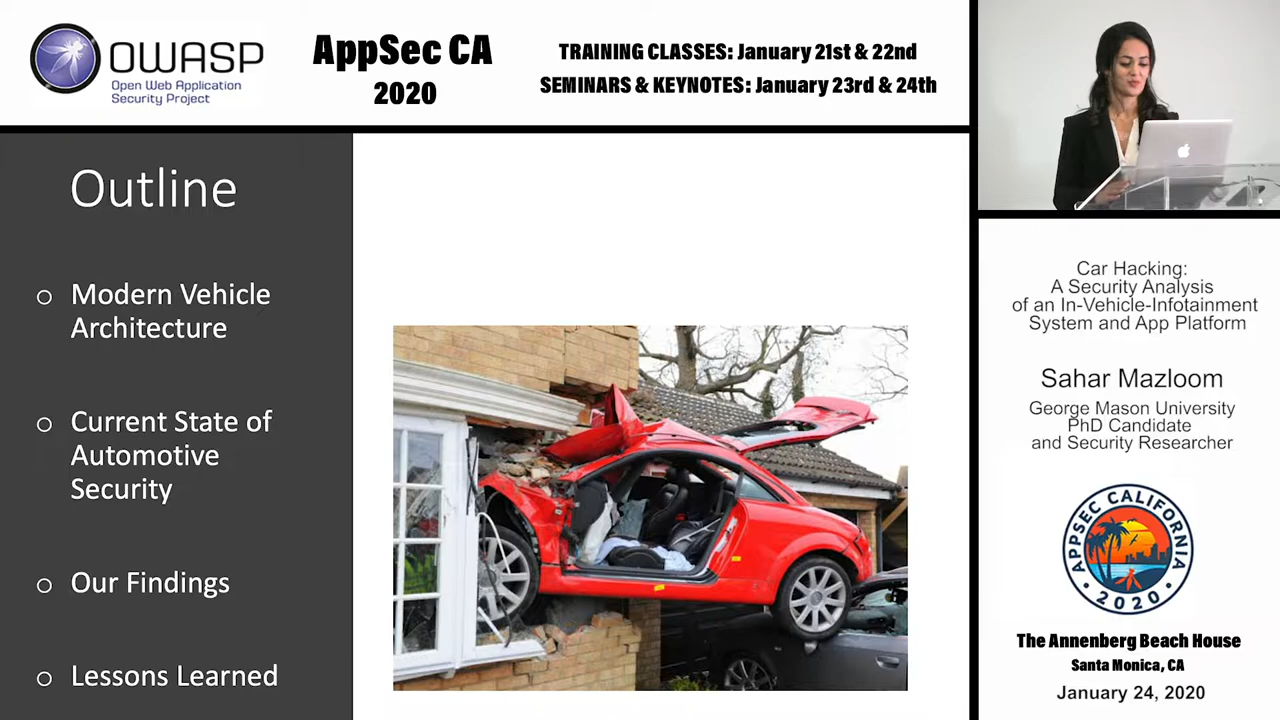 OWASP
Open Web Application
Security Project
AppSec CA
2020
TRAINING CLASSES: January 21st & 22nd
SEMINARS & KEYNOTES: January 23rd & 24th
Outline
Modern Vehicle
Architecture
Current State of
Automotive
Security
Our Findings
Lessons Learned
Car Hacking:
A Security Analysis
of an In-Vehicle-Infotainment
System and App Platform
Sahar Mazloom
George Mason University
PhD Candidate
and Security Researcher
APPSEC CALIFORNIA
• 2020 •
The Annenberg Beach House
Santa Monica, CA
January 24, 2020